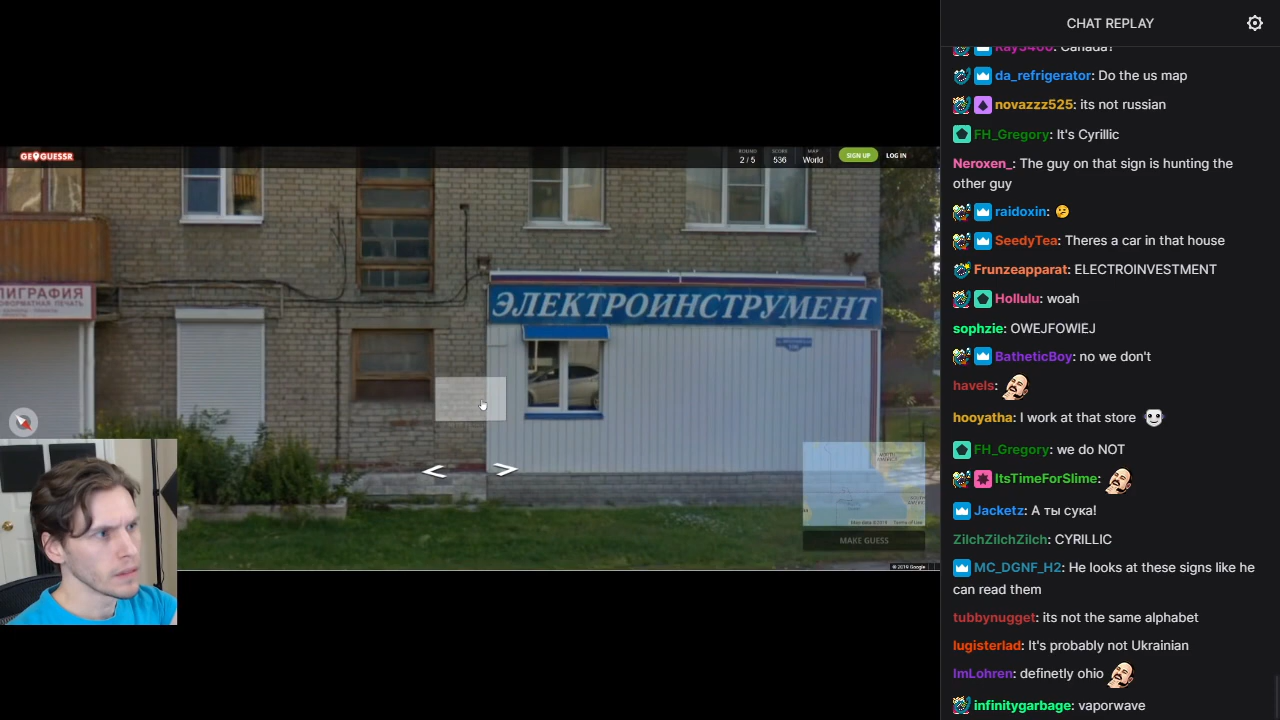 CHAT REPLAY
Ray3400: Canada?
da_refrigerator: Do the us map
novazzz525: its not russian
FH_Gregory: It's Cyrillic
Neroxen_: The guy on that sign is hunting the
other guy
raidoxin:
SeedyTea: Theres a car in that house
Frunzeapparat: ELECTROINVESTMENT
Hollulu: woah
sophzie: OWEJFOWIEJ
BatheticBoy: no we don't
havels:
hooyatha: I work at that store
FH_Gregory: we do NOT
ItsTimeForSlime:
Jacketz: А ты сука!
ZilchZilchZilch: CYRILLIC
MC_DGNF_H2: He looks at these signs like he
can read them
tubbynugget: its not the same alphabet
lugisterlad: It's probably not Ukrainian
ImLohren: definetly ohio
infinitygarbage: vaporwave
GEOGUESSR
ROUND
2 / 5
SCORE
536
MAP
World
SIGN UP
LOG IN
ЛИГРАФИЯ
ЭЛЕКТРОИНСТРУМЕНТ
MAKE GUESS
© 2019 Google